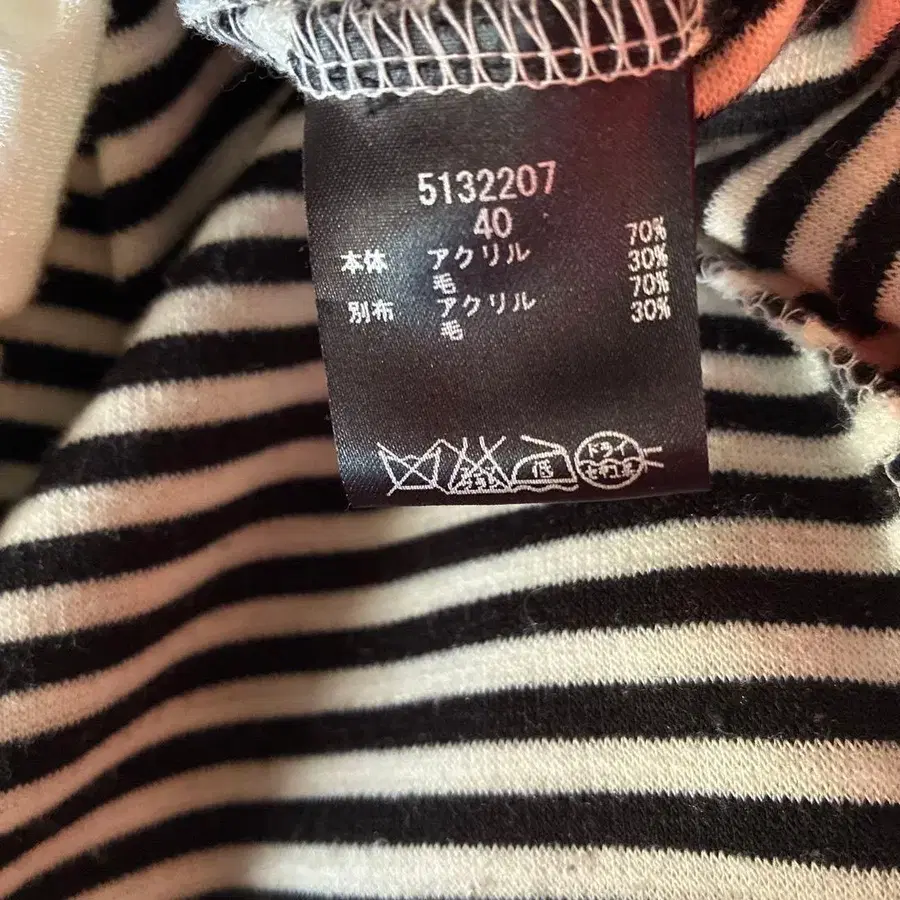 5132207
40
本体 アクリル 70%
毛 30%
別布 アクリル 70%
毛 30%
低
ドライ